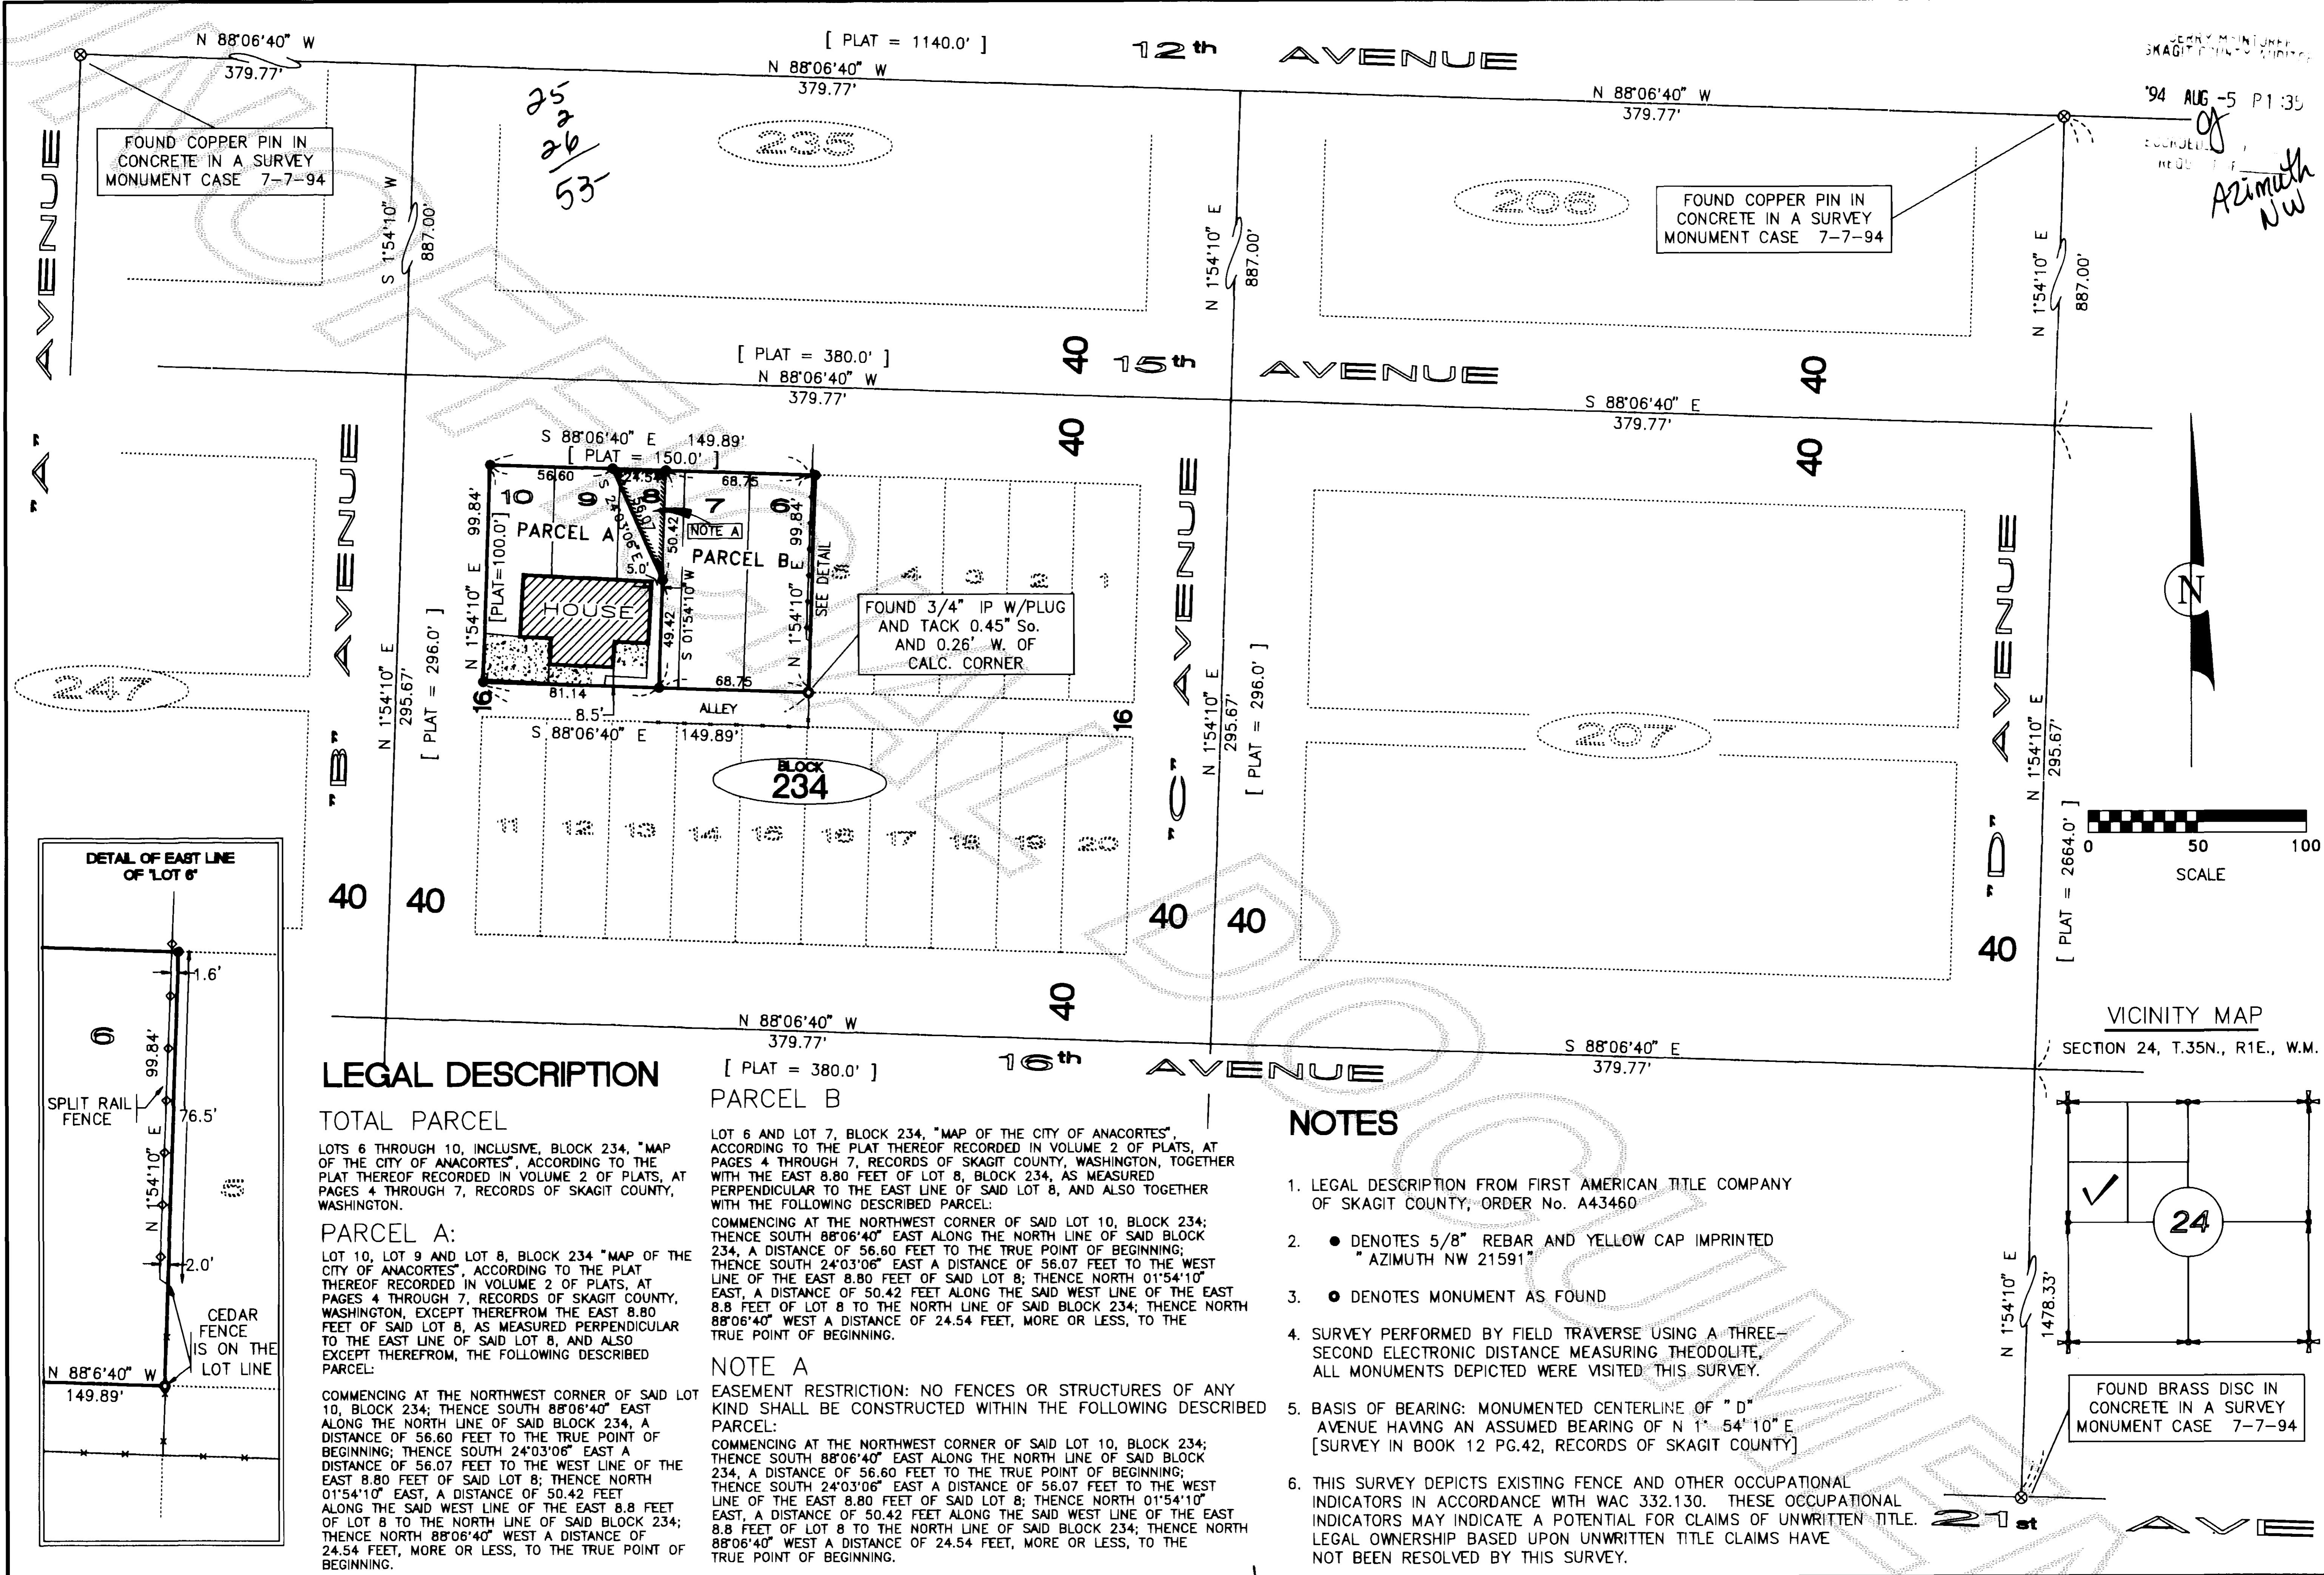 N 88°06'40" W
379.77'
[ PLAT = 1140.0' ]
N 88°06'40" W
379.77'
12th AVENUE
N 88°06'40" W
379.77'
SKAGIT
'94 AUG -5 P1:35
Azimuth
NW
25
2
26
53-
FOUND COPPER PIN IN
CONCRETE IN A SURVEY
MONUMENT CASE 7-7-94
235
206
FOUND COPPER PIN IN
CONCRETE IN A SURVEY
MONUMENT CASE 7-7-94
"A" AVENUE
S 1°54'10" W
887.00'
N 1°54'10" E
887.00'
N 1°54'10" E
887.00'
[ PLAT = 380.0' ]
N 88°06'40" W
379.77'
40
15th AVENUE
40
S 88°06'40" E
379.77'
40
40
S 88°06'40" E 149.89'
[ PLAT = 150.0' ]
56.60
24.54
68.75
10
9
8
7
6
PARCEL A
NOTE A
PARCEL B
N 1°54'10" E 99.84'
[PLAT=100.0']
S 24°03'06" E
56.07
50.42
5.0'
49.42
S 01°54'10"W
N 1°54'10" E 99.84'
SEE DETAIL
5
4
3
2
1
HOUSE
FOUND 3/4" IP W/PLUG
AND TACK 0.45" So.
AND 0.26' W. OF
CALC. CORNER
16
81.14
68.75
8.5'
ALLEY
S 88°06'40" E 149.89'
16
BLOCK
234
11
12
13
14
15
16
17
18
19
20
247
"B" AVENUE
N 1°54'10" E
295.67'
[ PLAT = 296.0' ]
"C" AVENUE
N 1°54'10" E
295.67'
[ PLAT = 296.0' ]
207
"D" AVENUE
N 1°54'10" E
295.67'
[ PLAT = 2664.0' ]
N
0 50 100
SCALE
40
40
40
40
40
40
N 88°06'40" W
379.77'
[ PLAT = 380.0' ]
16th AVENUE
S 88°06'40" E
379.77'
DETAIL OF EAST LINE
OF "LOT 6"
1.6'
6
99.84'
SPLIT RAIL
FENCE
76.5'
N 1°54'10" E
5
2.0'
CEDAR
FENCE
IS ON THE
LOT LINE
N 88°6'40" W
149.89'
LEGAL DESCRIPTION
TOTAL PARCEL
LOTS 6 THROUGH 10, INCLUSIVE, BLOCK 234, "MAP
OF THE CITY OF ANACORTES", ACCORDING TO THE
PLAT THEREOF RECORDED IN VOLUME 2 OF PLATS, AT
PAGES 4 THROUGH 7, RECORDS OF SKAGIT COUNTY,
WASHINGTON.
PARCEL A:
LOT 10, LOT 9 AND LOT 8, BLOCK 234 "MAP OF THE
CITY OF ANACORTES", ACCORDING TO THE PLAT
THEREOF RECORDED IN VOLUME 2 OF PLATS, AT
PAGES 4 THROUGH 7, RECORDS OF SKAGIT COUNTY,
WASHINGTON, EXCEPT THEREFROM THE EAST 8.80
FEET OF SAID LOT 8, AS MEASURED PERPENDICULAR
TO THE EAST LINE OF SAID LOT 8, AND ALSO
EXCEPT THEREFROM, THE FOLLOWING DESCRIBED
PARCEL:
COMMENCING AT THE NORTHWEST CORNER OF SAID LOT
10, BLOCK 234; THENCE SOUTH 88°06'40" EAST
ALONG THE NORTH LINE OF SAID BLOCK 234, A
DISTANCE OF 56.60 FEET TO THE TRUE POINT OF
BEGINNING; THENCE SOUTH 24°03'06" EAST A
DISTANCE OF 56.07 FEET TO THE WEST LINE OF THE
EAST 8.80 FEET OF SAID LOT 8; THENCE NORTH
01°54'10" EAST, A DISTANCE OF 50.42 FEET
ALONG THE SAID WEST LINE OF THE EAST 8.8 FEET
OF LOT 8 TO THE NORTH LINE OF SAID BLOCK 234;
THENCE NORTH 88°06'40" WEST A DISTANCE OF
24.54 FEET, MORE OR LESS, TO THE TRUE POINT OF
BEGINNING.
PARCEL B
LOT 6 AND LOT 7, BLOCK 234, "MAP OF THE CITY OF ANACORTES",
ACCORDING TO THE PLAT THEREOF RECORDED IN VOLUME 2 OF PLATS, AT
PAGES 4 THROUGH 7, RECORDS OF SKAGIT COUNTY, WASHINGTON, TOGETHER
WITH THE EAST 8.80 FEET OF LOT 8, BLOCK 234, AS MEASURED
PERPENDICULAR TO THE EAST LINE OF SAID LOT 8, AND ALSO TOGETHER
WITH THE FOLLOWING DESCRIBED PARCEL:
COMMENCING AT THE NORTHWEST CORNER OF SAID LOT 10, BLOCK 234;
THENCE SOUTH 88°06'40" EAST ALONG THE NORTH LINE OF SAID BLOCK
234, A DISTANCE OF 56.60 FEET TO THE TRUE POINT OF BEGINNING;
THENCE SOUTH 24°03'06" EAST A DISTANCE OF 56.07 FEET TO THE WEST
LINE OF THE EAST 8.80 FEET OF SAID LOT 8; THENCE NORTH 01°54'10"
EAST, A DISTANCE OF 50.42 FEET ALONG THE SAID WEST LINE OF THE EAST
8.8 FEET OF LOT 8 TO THE NORTH LINE OF SAID BLOCK 234; THENCE NORTH
88°06'40" WEST A DISTANCE OF 24.54 FEET, MORE OR LESS, TO THE
TRUE POINT OF BEGINNING.
NOTE A
EASEMENT RESTRICTION: NO FENCES OR STRUCTURES OF ANY
KIND SHALL BE CONSTRUCTED WITHIN THE FOLLOWING DESCRIBED
PARCEL:
COMMENCING AT THE NORTHWEST CORNER OF SAID LOT 10, BLOCK 234;
THENCE SOUTH 88°06'40" EAST ALONG THE NORTH LINE OF SAID BLOCK
234, A DISTANCE OF 56.60 FEET TO THE TRUE POINT OF BEGINNING;
THENCE SOUTH 24°03'06" EAST A DISTANCE OF 56.07 FEET TO THE WEST
LINE OF THE EAST 8.80 FEET OF SAID LOT 8; THENCE NORTH 01°54'10"
EAST, A DISTANCE OF 50.42 FEET ALONG THE SAID WEST LINE OF THE EAST
8.8 FEET OF LOT 8 TO THE NORTH LINE OF SAID BLOCK 234; THENCE NORTH
88°06'40" WEST A DISTANCE OF 24.54 FEET, MORE OR LESS, TO THE
TRUE POINT OF BEGINNING.
NOTES
1. LEGAL DESCRIPTION FROM FIRST AMERICAN TITLE COMPANY
OF SKAGIT COUNTY, ORDER No. A43460
2. ● DENOTES 5/8" REBAR AND YELLOW CAP IMPRINTED
" AZIMUTH NW 21591"
3. DENOTES MONUMENT AS FOUND
4. SURVEY PERFORMED BY FIELD TRAVERSE USING A THREE-
SECOND ELECTRONIC DISTANCE MEASURING THEODOLITE,
ALL MONUMENTS DEPICTED WERE VISITED THIS SURVEY.
5. BASIS OF BEARING: MONUMENTED CENTERLINE OF " D"
AVENUE HAVING AN ASSUMED BEARING OF N 1° 54' 10" E
[SURVEY IN BOOK 12 PG.42, RECORDS OF SKAGIT COUNTY]
6. THIS SURVEY DEPICTS EXISTING FENCE AND OTHER OCCUPATIONAL
INDICATORS IN ACCORDANCE WITH WAC 332.130. THESE OCCUPATIONAL
INDICATORS MAY INDICATE A POTENTIAL FOR CLAIMS OF UNWRITTEN TITLE.
LEGAL OWNERSHIP BASED UPON UNWRITTEN TITLE CLAIMS HAVE
NOT BEEN RESOLVED BY THIS SURVEY.
VICINITY MAP
SECTION 24, T.35N., R1E., W.M.
24
N 1°54'10" E
1478.33'
FOUND BRASS DISC IN
CONCRETE IN A SURVEY
MONUMENT CASE 7-7-94
21st AVE
UNOFFICIAL DOCUME